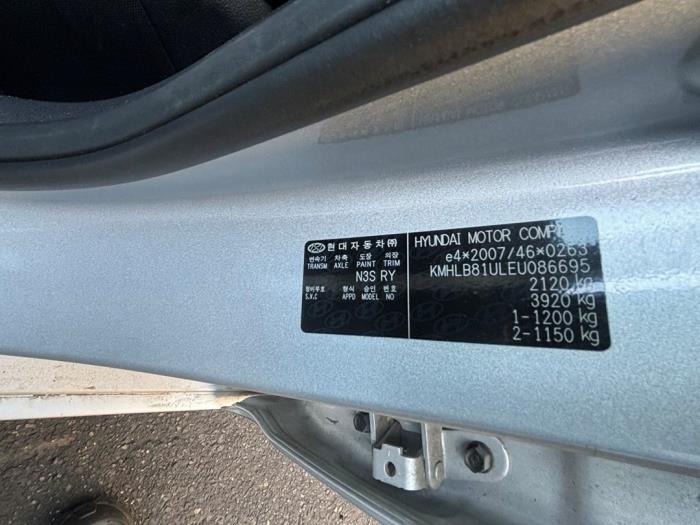 현대자동차㈜
변속기 차축 도장 의장
TRANSM AXLE PAINT TRIM
N3S RY
정비부호 형식 승인 번호
S.V.C APPD MODEL NO
HYUNDAI MOTOR
e4*2007/46*0263
KMHLB81ULEU086695
2120 kg
3920 kg
1-1200 kg
2-1150 kg